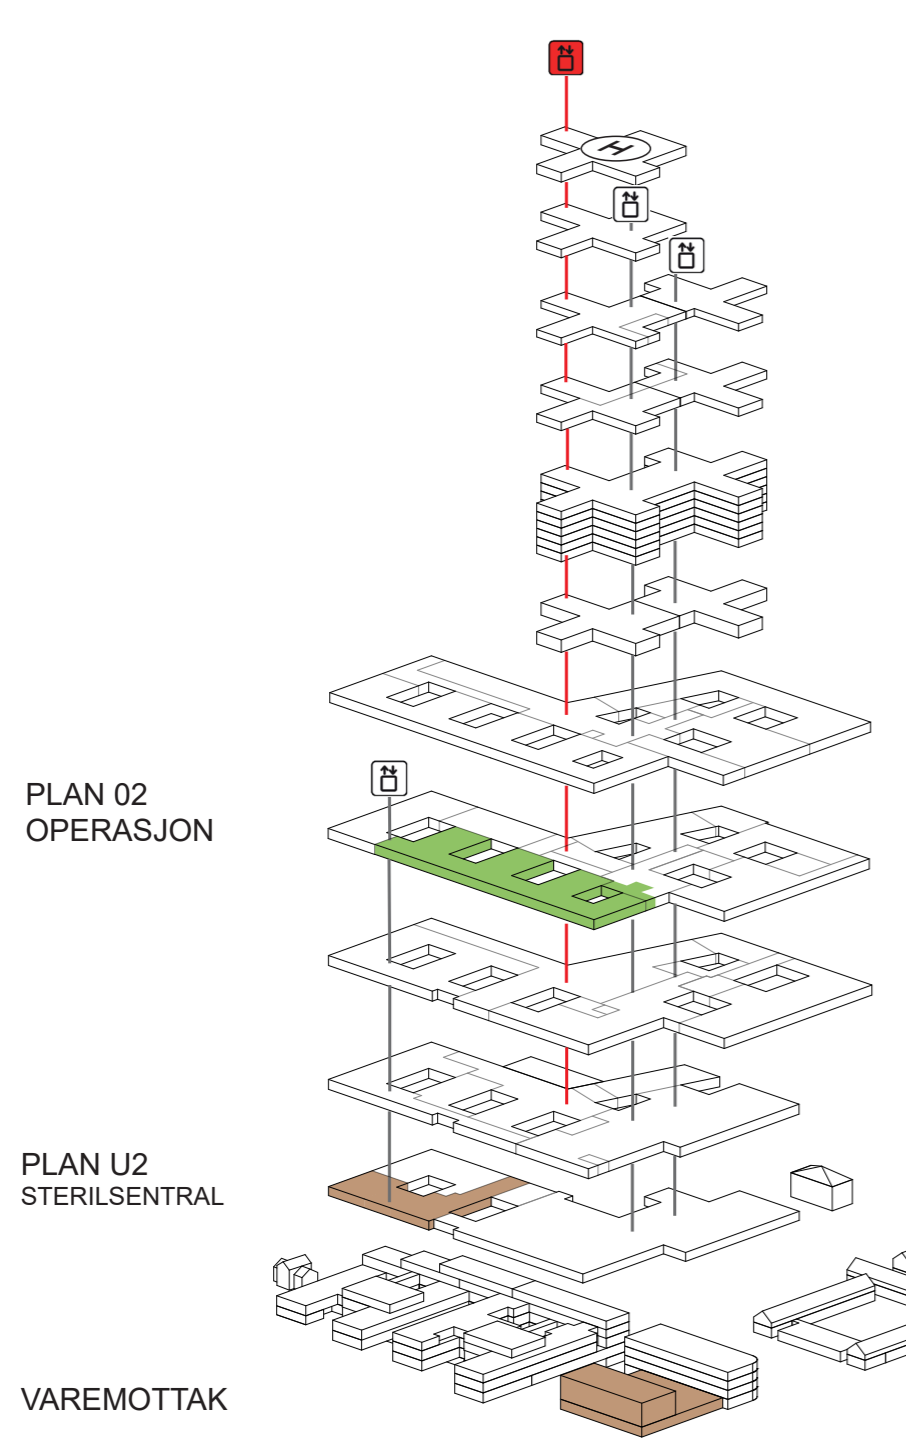 H
PLAN 02
OPERASJON
PLAN U2
STERILSENTRAL
VAREMOTTAK